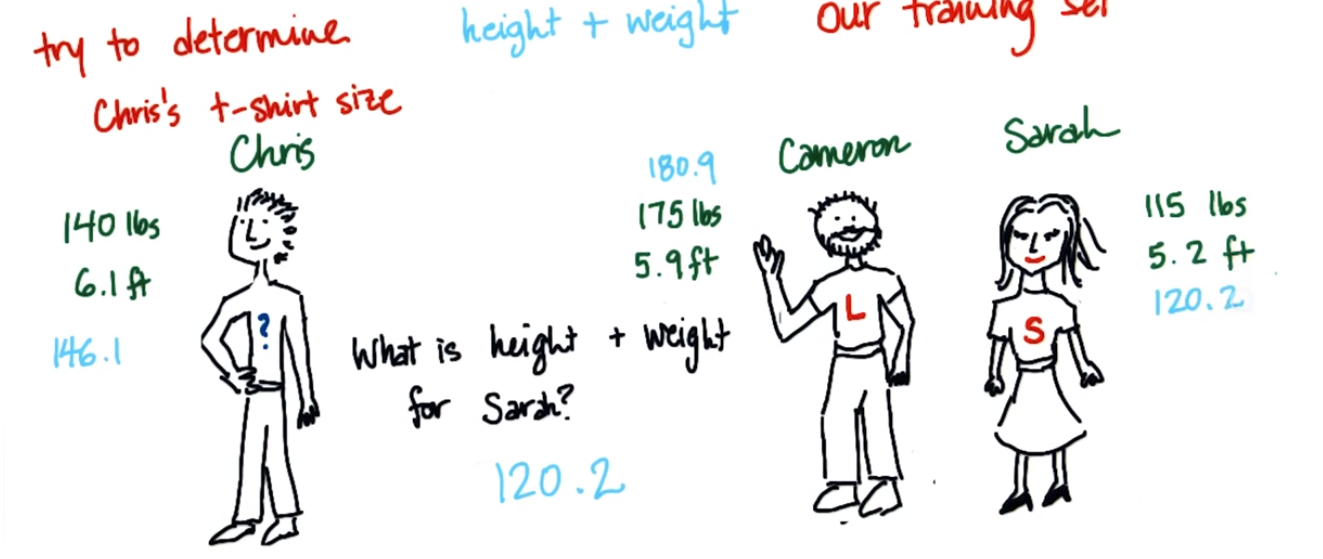 try to determine
Chris's t-shirt size
height + weight
our training set
Chris
140 lbs
6.1 ft
146.1
?
What is height + weight
for Sarah?
120.2
180.9
175 lbs
5.9 ft
Cameron
L
Sarah
S
115 lbs
5.2 ft
120.2